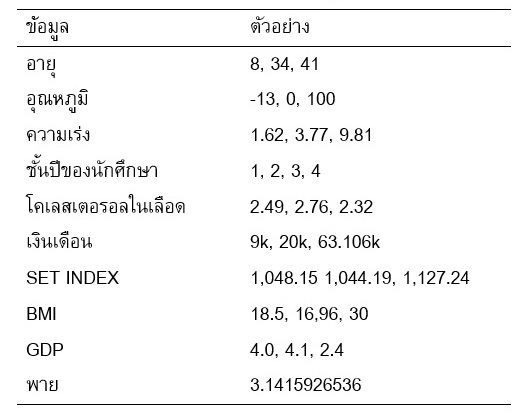 ข้อมูล ตัวอย่าง
อายุ 8, 34, 41
อุณหภูมิ -13, 0, 100
ความเร่ง 1.62, 3.77, 9.81
ชั้นปีของนักศึกษา 1, 2, 3, 4
โคเลสเตอรอลในเลือด 2.49, 2.76, 2.32
เงินเดือน 9k, 20k, 63.106k
SET INDEX 1,048.15 1,044.19, 1,127.24
BMI 18.5, 16,96, 30
GDP 4.0, 4.1, 2.4
พาย 3.1415926536